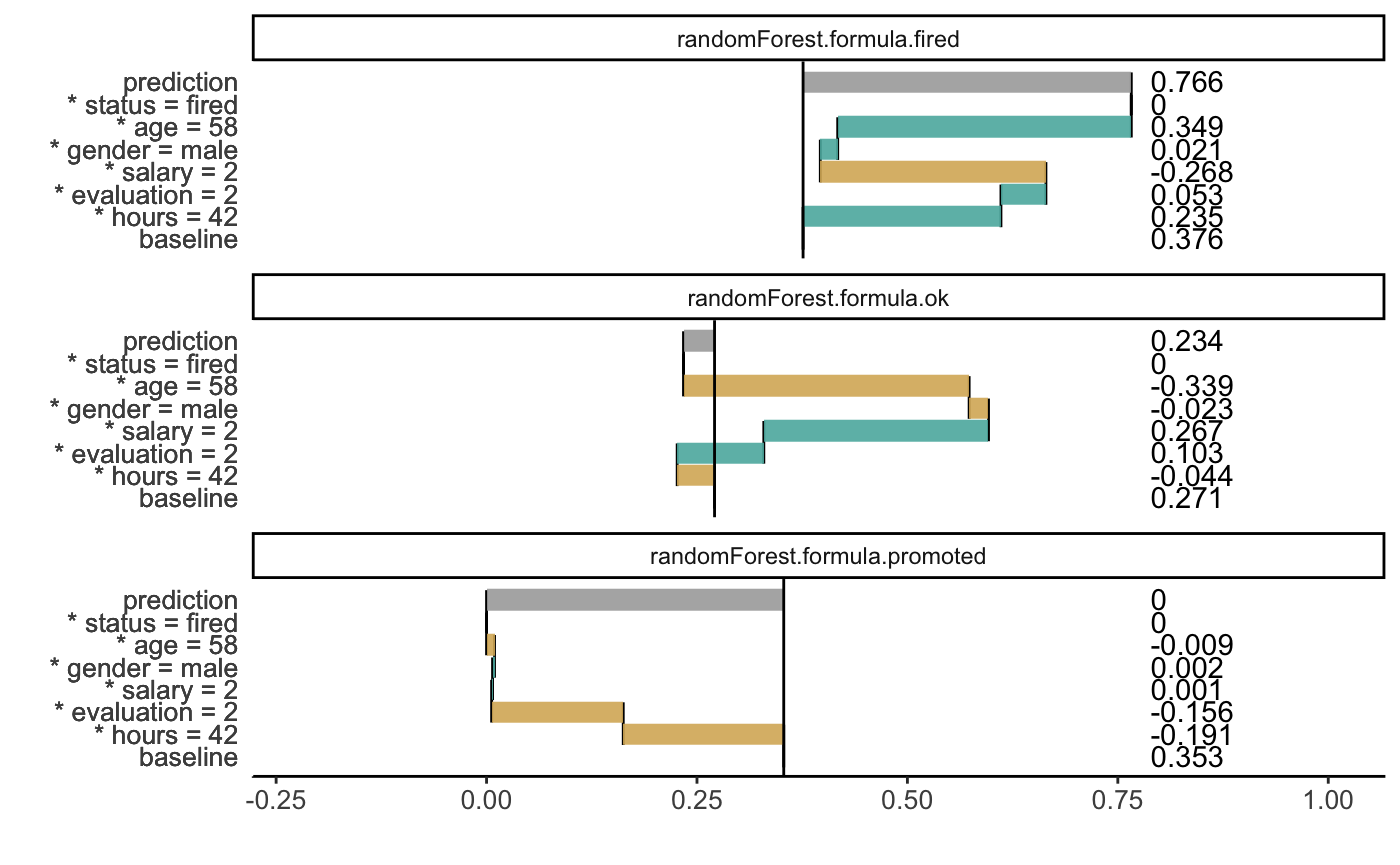 randomForest.formula.fired
prediction 0.766
* status = fired 0
* age = 58 0.349
* gender = male 0.021
* salary = 2 -0.268
* evaluation = 2 0.053
* hours = 42 0.235
baseline 0.376
randomForest.formula.ok
prediction 0.234
* status = fired 0
* age = 58 -0.339
* gender = male -0.023
* salary = 2 0.267
* evaluation = 2 0.103
* hours = 42 -0.044
baseline 0.271
randomForest.formula.promoted
prediction 0
* status = fired 0
* age = 58 -0.009
* gender = male 0.002
* salary = 2 0.001
* evaluation = 2 -0.156
* hours = 42 -0.191
baseline 0.353
-0.25 0.00 0.25 0.50 0.75 1.00